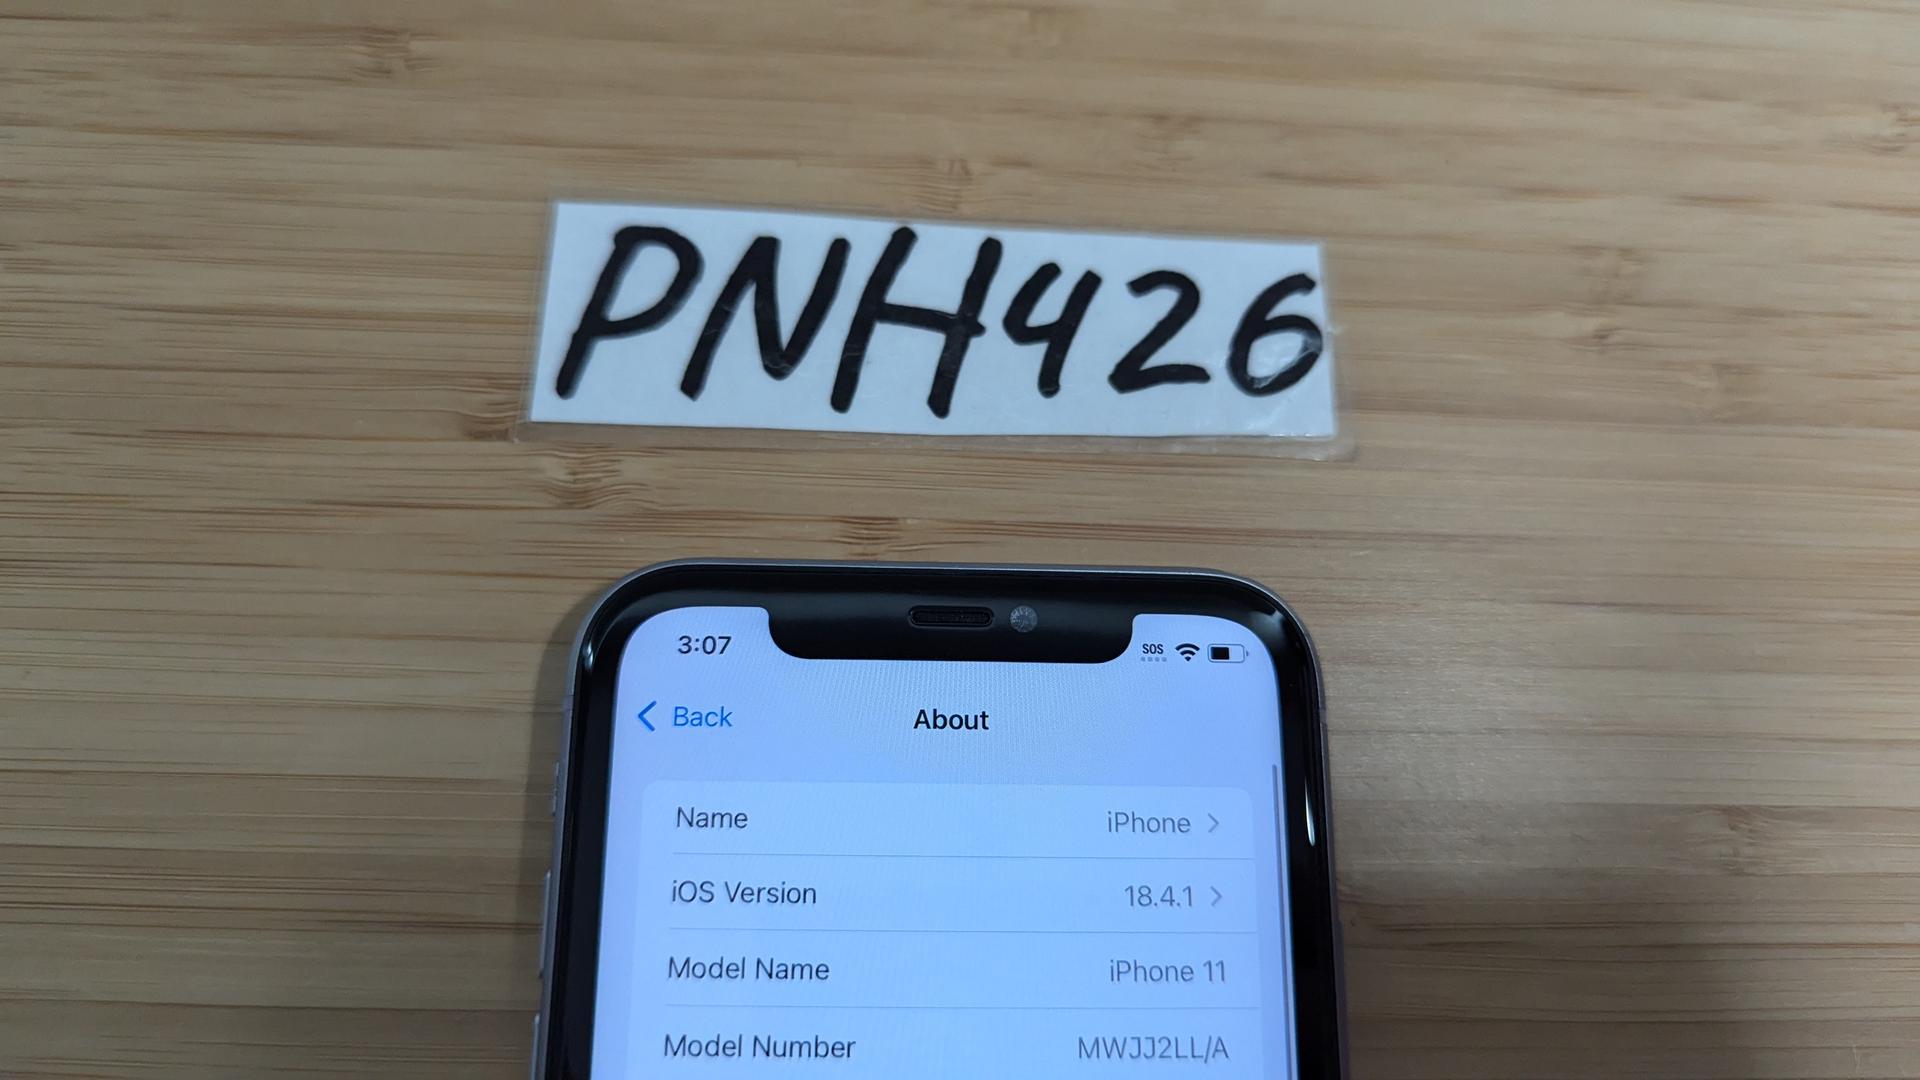 PNH426
3:07 SOS
Back About
Name iPhone
iOS Version 18.4.1
Model Name iPhone 11
Model Number MWJJ2LL/A